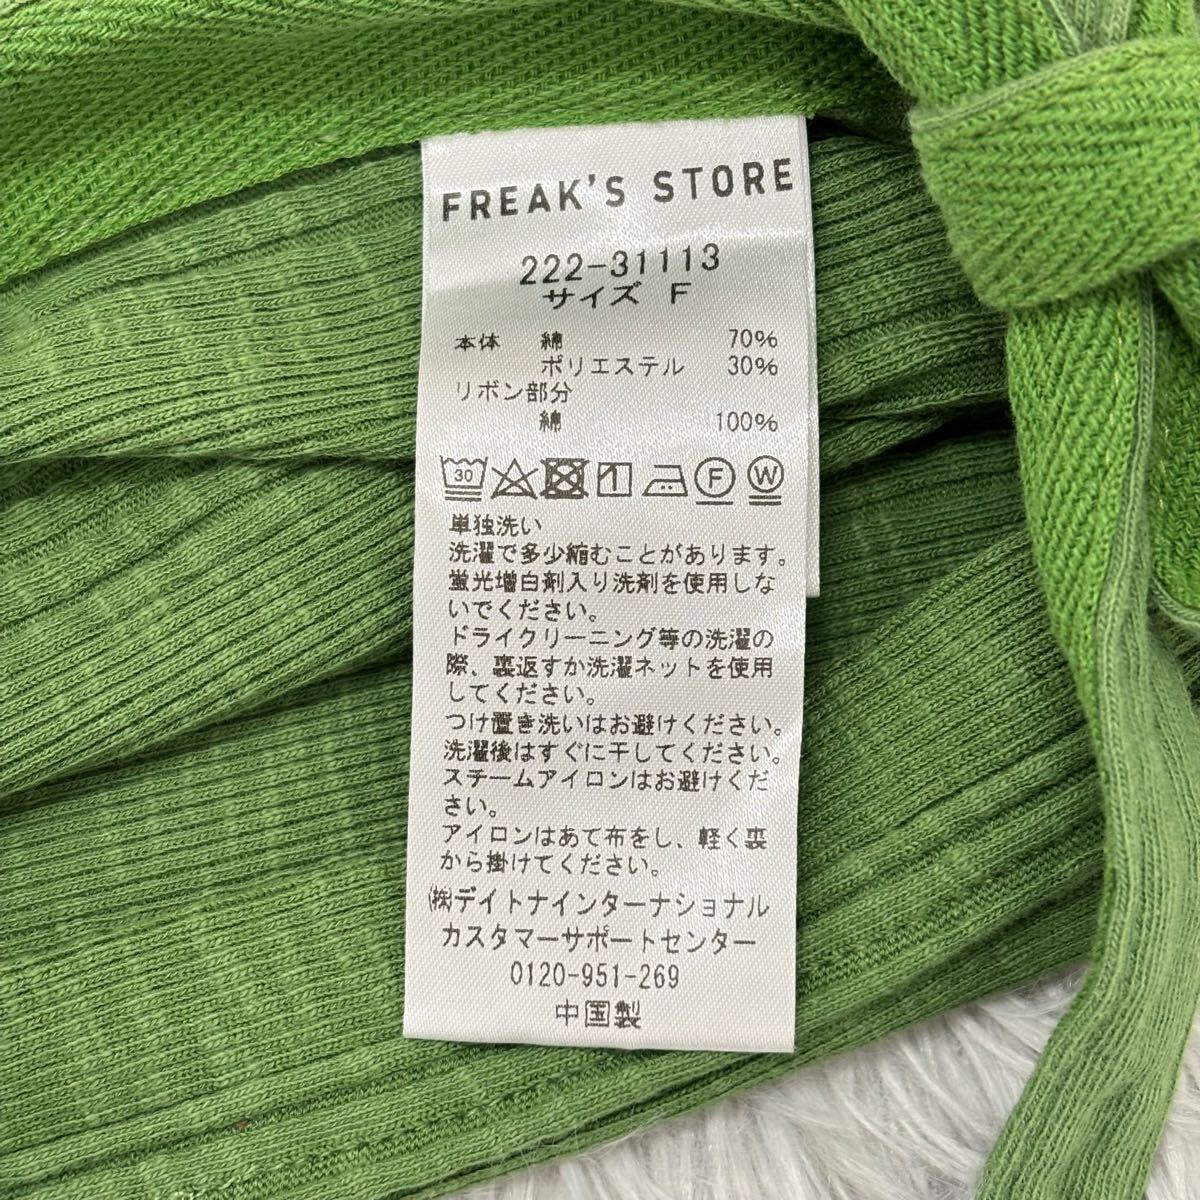 FREAK'S STORE
222-31113
サイズ F
本体 綿 70%
ポリエステル 30%
リボン部分
綿 100%
30 F W
単独洗い
洗濯で多少縮むことがあります。
蛍光増白剤入り洗剤を使用しな
いでください。
ドライクリーニング等の洗濯の
際、裏返すか洗濯ネットを使用
してください。
つけ置き洗いはお避けください。
洗濯後はすぐに干してください。
スチームアイロンはお避けくだ
さい。
アイロンはあて布をし、軽く裏
から掛けてください。
㈱デイトナインターナショナル
カスタマーサポートセンター
0120-951-269
中国製